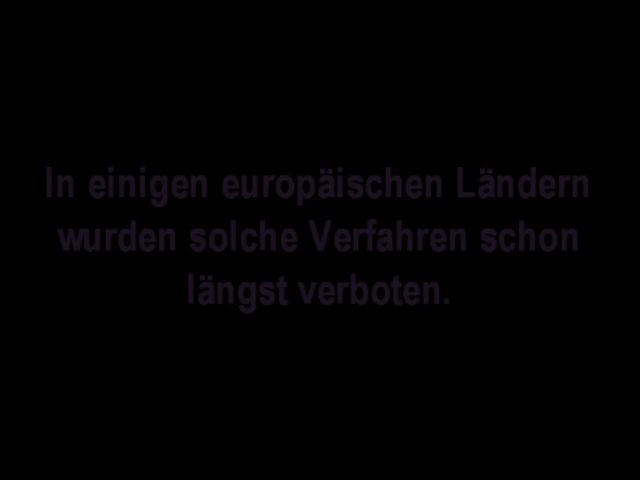 In einigen europäischen Ländern
wurden solche Verfahren schon
längst verboten.